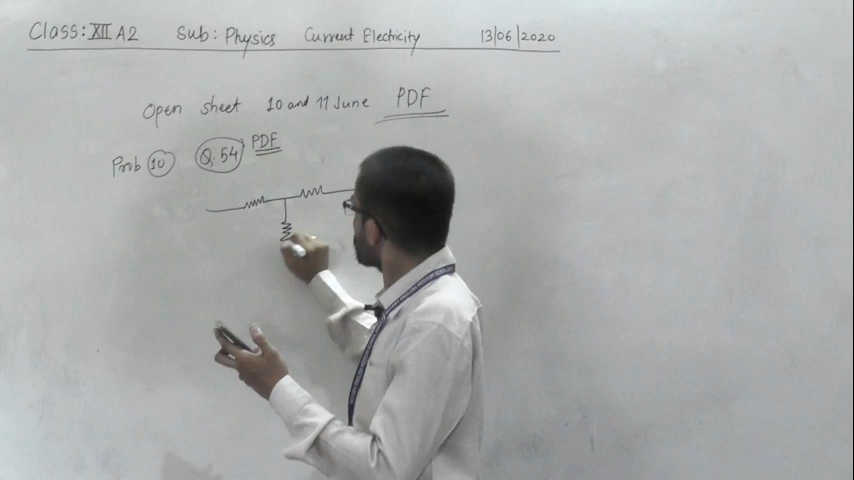 Class: XII A2 Sub: Physics Current Electricity 13/06/2020
Open sheet 10 and 11 June PDF
Prob 10 Q. 54 PDF